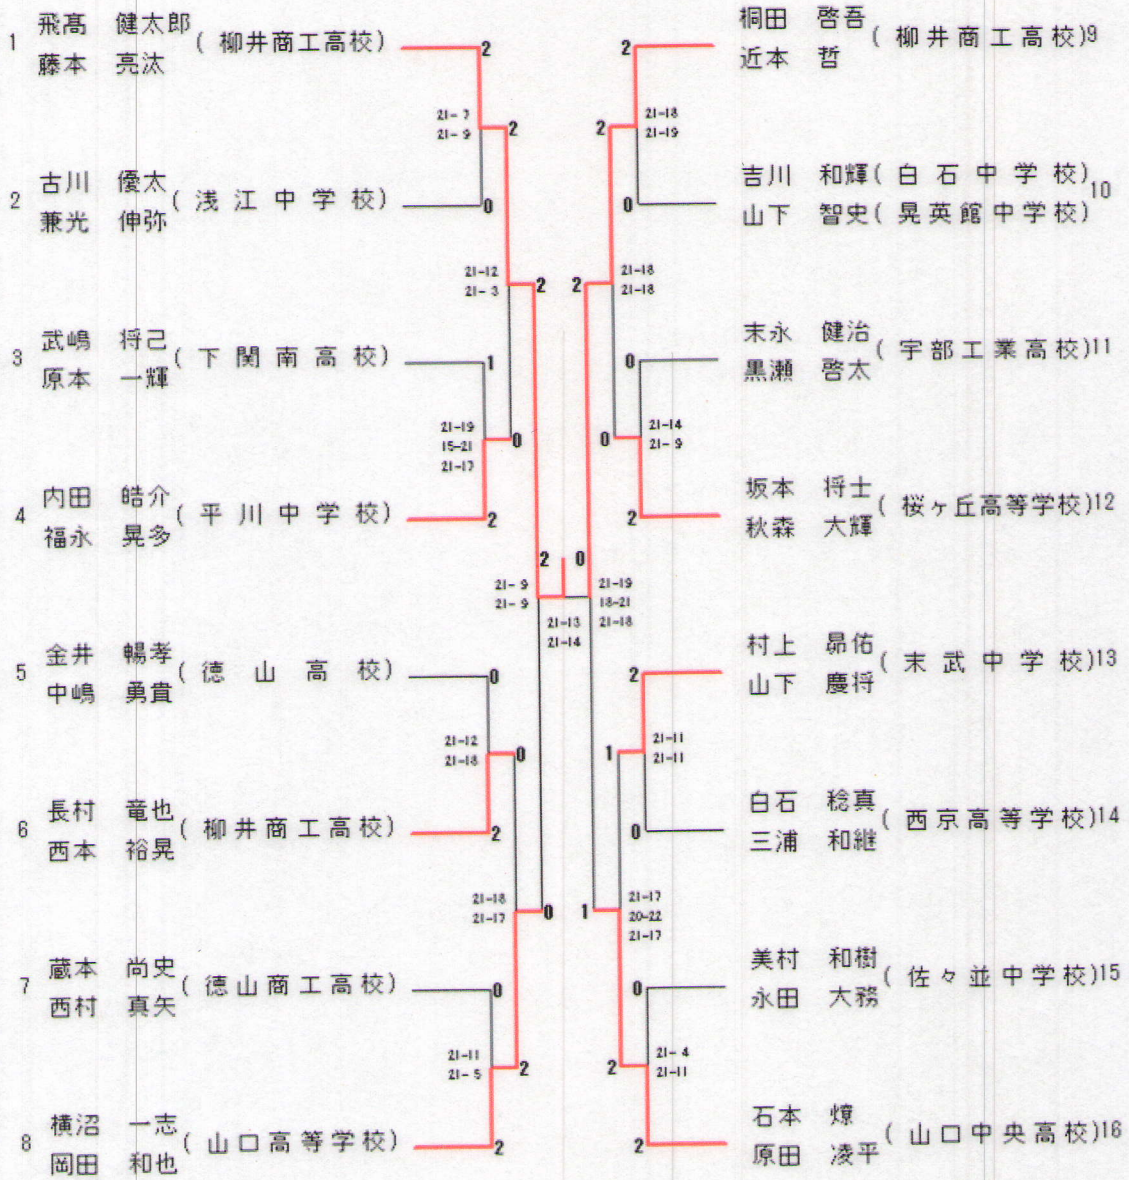 1 飛髙 健太郎 ( 柳井商工高校)
藤本 亮汰
2 古川 優太 ( 浅江中学校 )
兼光 伸弥
3 武嶋 将己 ( 下関南高校 )
原本 一輝
4 内田 皓介 ( 平川中学校 )
福永 晃多
5 金井 暢孝 ( 徳山高校 )
中嶋 勇貴
6 長村 竜也 ( 柳井商工高校)
西本 裕晃
7 蔵本 尚史 ( 徳山商工高校)
西村 真矢
8 横沼 一志 ( 山口高等学校)
岡田 和也
2
21-7
21-9
2
0
21-12
21-3
2
1
21-19
15-21
21-17
0
2
2 0
21-9
21-9
21-13
21-14
0
21-12
21-18
0
2
21-18
21-17
0
0
21-11
21-5
2
2
桐田 啓吾 ( 柳井商工高校)9
近本 哲
吉川 和輝( 白石中学校)10
山下 智史( 晃英館中学校)
末永 健治 ( 宇部工業高校)11
黒瀬 啓太
坂本 将士 ( 桜ヶ丘高等学校)12
秋森 大輝
村上 昴佑 ( 末武中学校)13
山下 慶将
白石 稔真 ( 西京高等学校)14
三浦 和継
美村 和樹 ( 佐々並中学校)15
永田 大務
石本 燎 ( 山口中央高校)16
原田 凌平
2
21-18
21-19
2
0
21-18
21-18
2
0
21-14
21-9
0
2
21-19
18-21
21-18
2
21-11
21-11
1
0
21-17
20-22
21-17
1
0
21-4
21-11
2
2